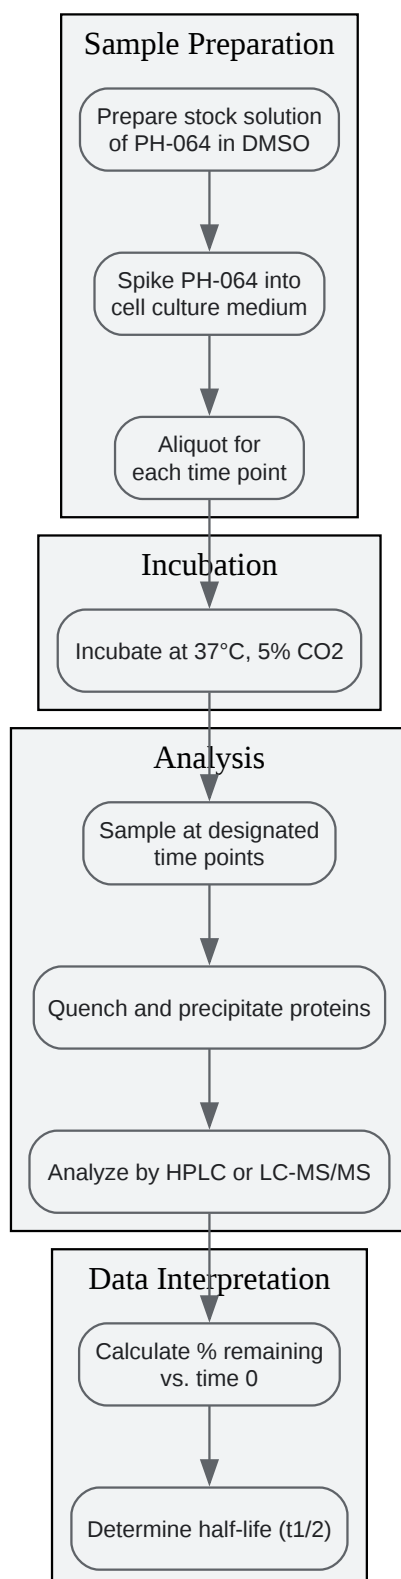 Sample Preparation
Prepare stock solution
of PH-064 in DMSO
Spike PH-064 into
cell culture medium
Aliquot for
each time point
Incubation
Incubate at 37°C, 5% CO2
Analysis
Sample at designated
time points
Quench and precipitate proteins
Analyze by HPLC or LC-MS/MS
Data Interpretation
Calculate % remaining
vs. time 0
Determine half-life (t1/2)